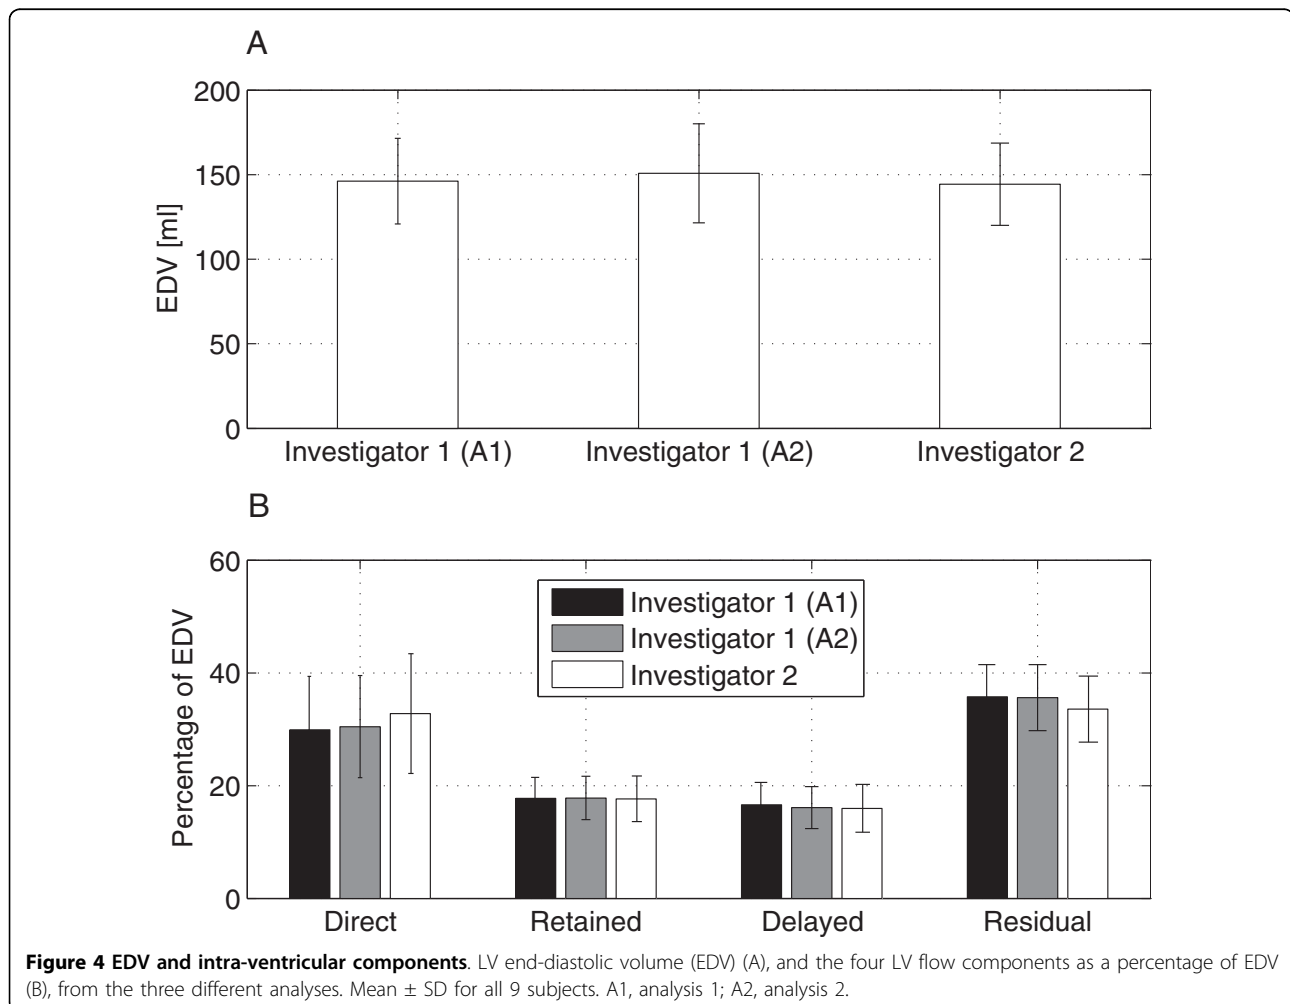 A
200
150
100
50
0
EDV [ml]
Investigator 1 (A1) Investigator 1 (A2) Investigator 2
B
60
40
20
0
Percentage of EDV
Investigator 1 (A1)
Investigator 1 (A2)
Investigator 2
Direct Retained Delayed Residual
Figure 4 EDV and intra-ventricular components. LV end-diastolic volume (EDV) (A), and the four LV flow components as a percentage of EDV
(B), from the three different analyses. Mean ± SD for all 9 subjects. A1, analysis 1; A2, analysis 2.